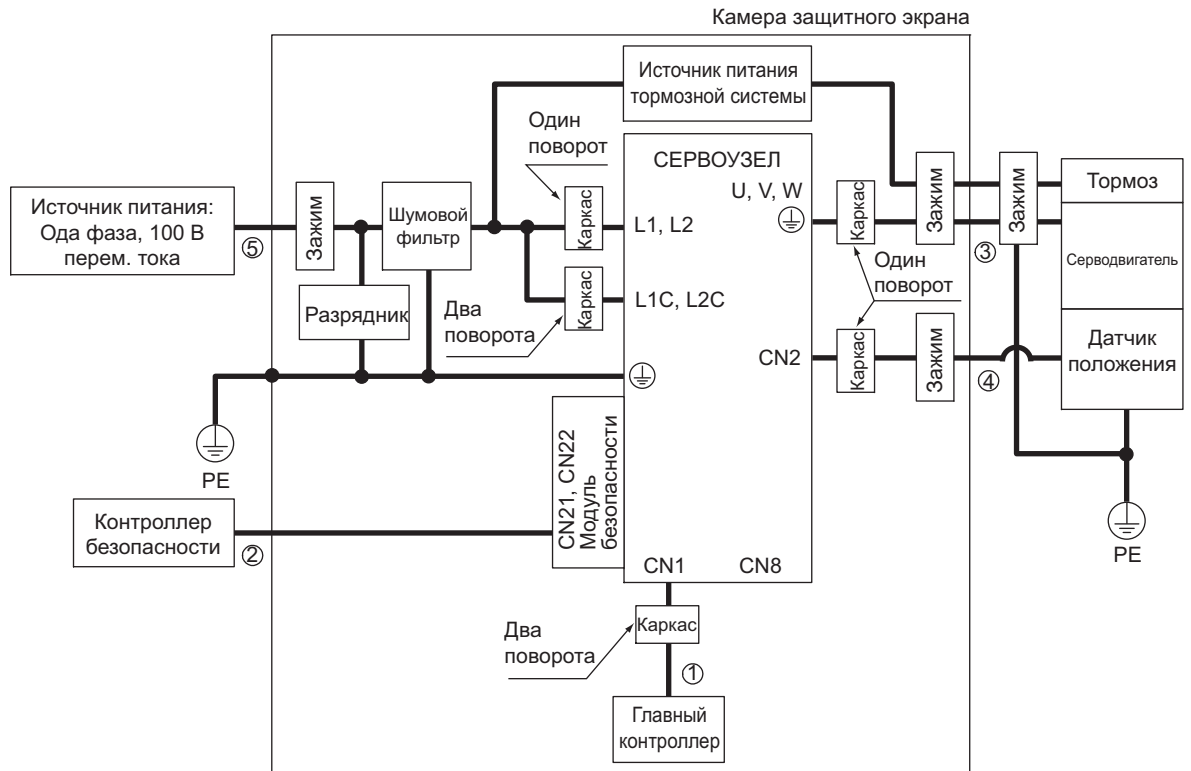 Камера защитного экрана
Источник питания
тормозной системы
Один
поворот
СЕРВОУЗЕЛ
U, V, W
Источник питания:
Ода фаза, 100 В
перем. тока
⑤
Зажим
Шумовой
фильтр
Каркас
L1, L2
Каркас
Зажим
Зажим
Тормоз
③
Серводвигатель
Один
поворот
Разрядник
Два
поворота
Каркас
L1C, L2C
CN2
Каркас
Зажим
④
Датчик
положения
PE
CN21, CN22
Модуль
безопасности
Контроллер
безопасности
②
PE
CN1
CN8
Два
поворота
Каркас
①
Главный
контроллер